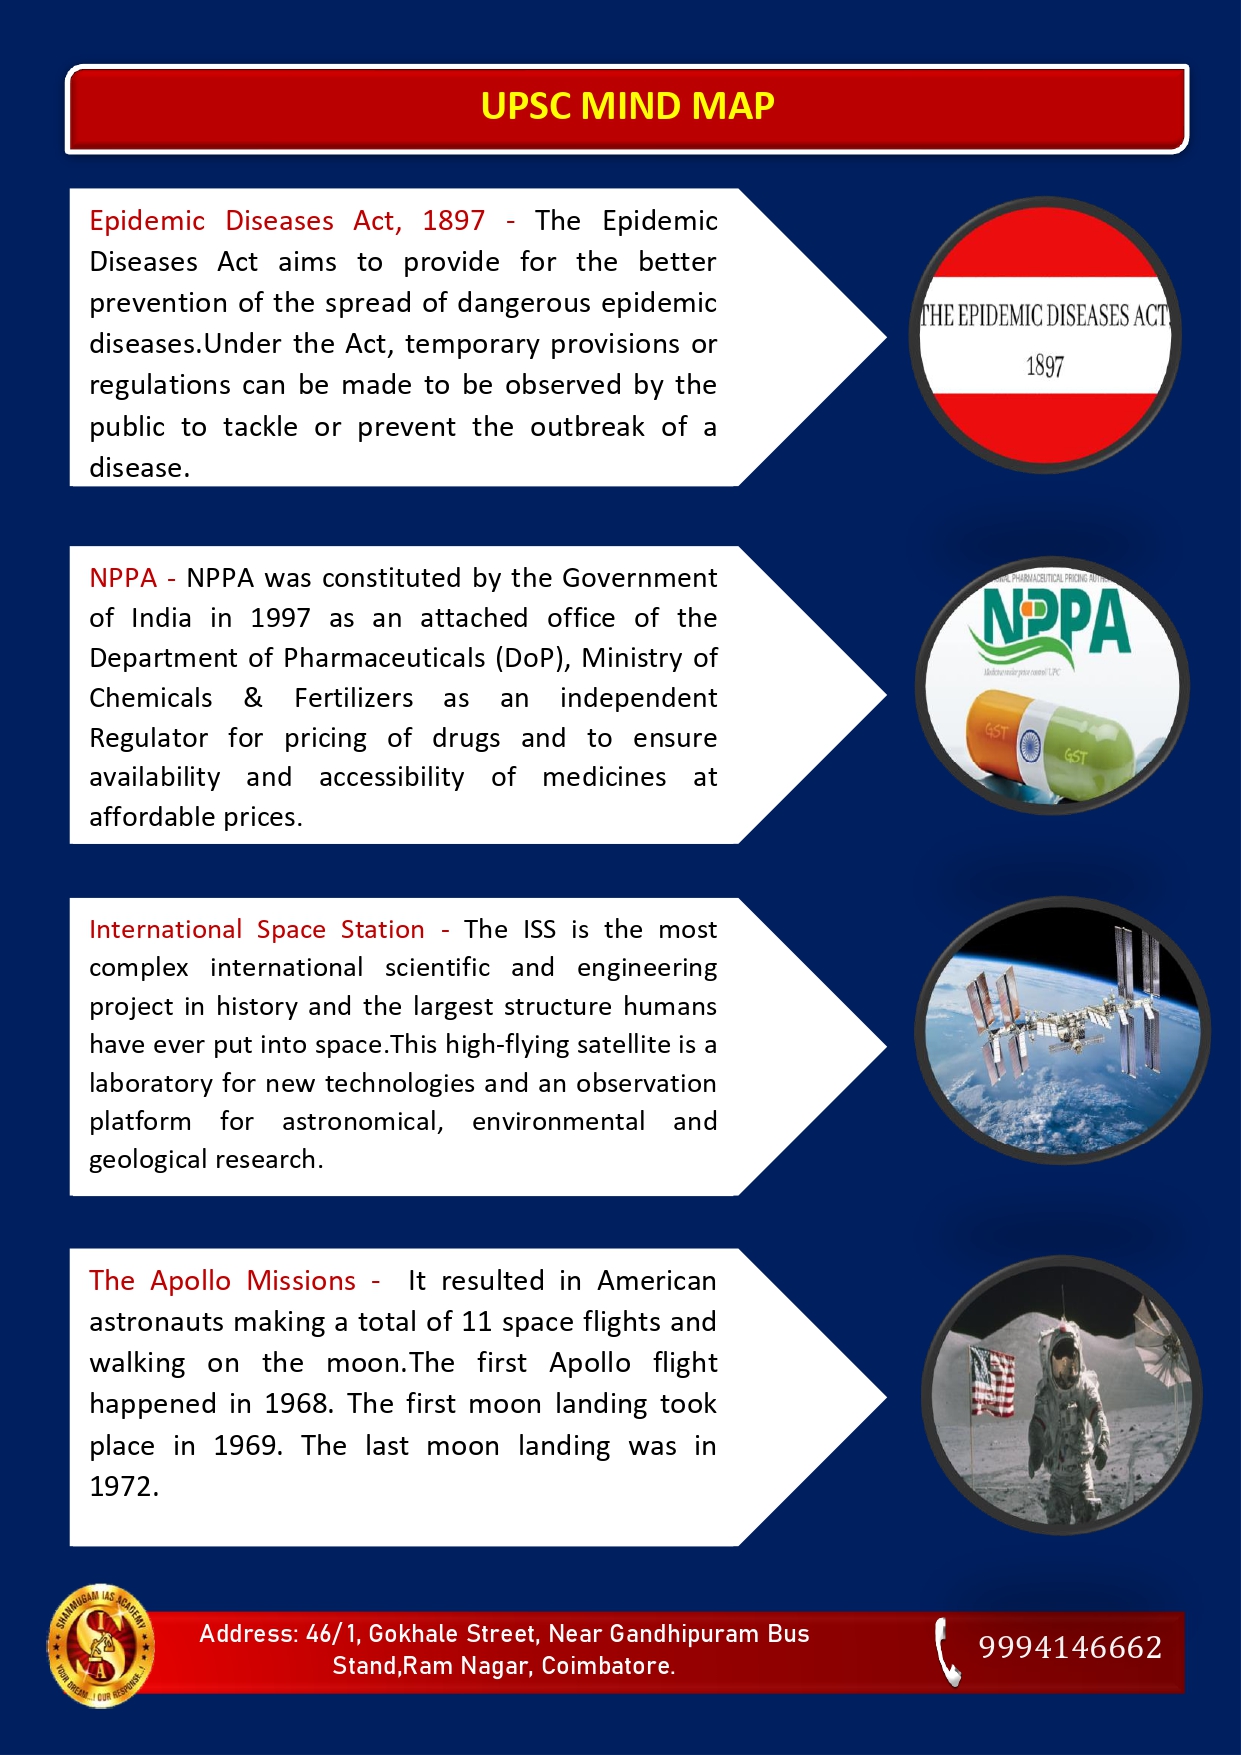 UPSC MIND MAP
Epidemic Diseases Act, 1897 - The Epidemic
Diseases Act aims to provide for the better
prevention of the spread of dangerous epidemic
diseases.Under the Act, temporary provisions or
regulations can be made to be observed by the
public to tackle or prevent the outbreak of a
disease.
THE EPIDEMIC DISEASES ACT,
1897
NPPA - NPPA was constituted by the Government
of India in 1997 as an attached office of the
Department of Pharmaceuticals (DoP), Ministry of
Chemicals & Fertilizers as an independent
Regulator for pricing of drugs and to ensure
availability and accessibility of medicines at
affordable prices.
PHARMACEUTICAL PRICING
NPPA
GST
GST
International Space Station - The ISS is the most
complex international scientific and engineering
project in history and the largest structure humans
have ever put into space.This high-flying satellite is a
laboratory for new technologies and an observation
platform for astronomical, environmental and
geological research.
The Apollo Missions - It resulted in American
astronauts making a total of 11 space flights and
walking on the moon.The first Apollo flight
happened in 1968. The first moon landing took
place in 1969. The last moon landing was in
1972.
SHANMUGAM IAS ACADEMY
SIA
YOUR DREAM...! OUR RESPONSE...!
Address: 46/1, Gokhale Street, Near Gandhipuram Bus
Stand,Ram Nagar, Coimbatore.
9994146662